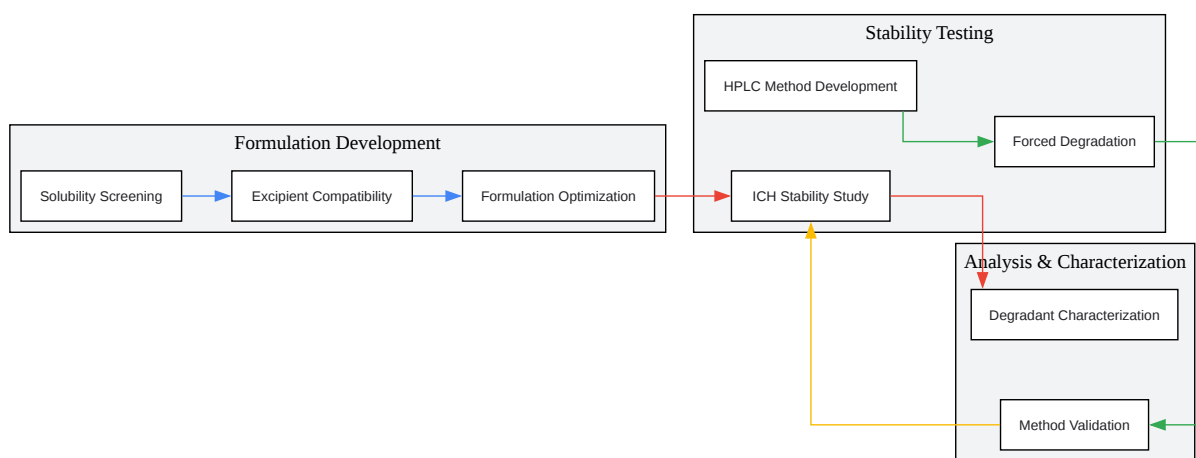 Stability Testing
HPLC Method Development
Forced Degradation
Formulation Development
Solubility Screening
Excipient Compatibility
Formulation Optimization
ICH Stability Study
Analysis & Characterization
Degradant Characterization
Method Validation